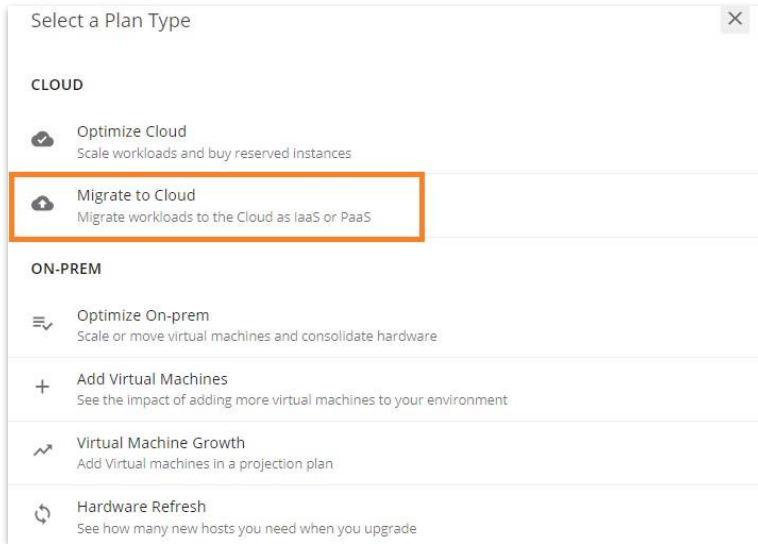 Select a Plan Type
CLOUD
Optimize Cloud
Scale workloads and buy reserved instances
Migrate to Cloud
Migrate workloads to the Cloud as IaaS or PaaS
ON-PREM
Optimize On-prem
Scale or move virtual machines and consolidate hardware
Add Virtual Machines
See the impact of adding more virtual machines to your environment
Virtual Machine Growth
Add Virtual machines in a projection plan
Hardware Refresh
See how many new hosts you need when you upgrade